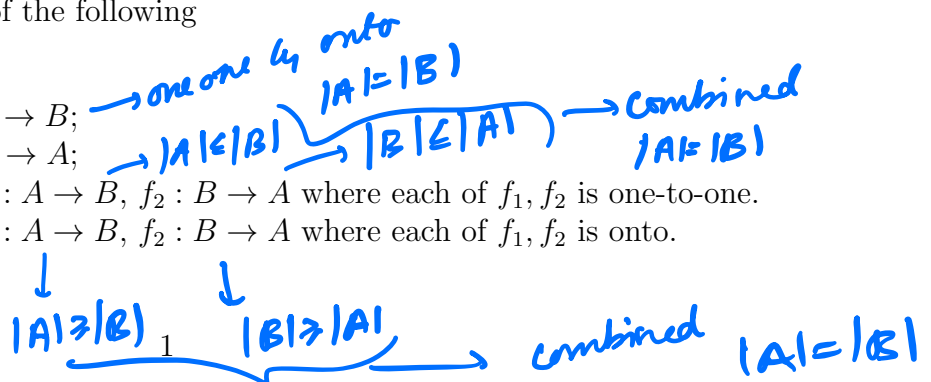 of the following
→ one one & onto
|A|=|B|
→ B;
→ combined
|A|=|B|
→ A;
→ |A|≤|B|
→ |B|≤|A|
: A → B, f₂ : B → A where each of f₁, f₂ is one-to-one.
: A → B, f₂ : B → A where each of f₁, f₂ is onto.
|A|≥|B|
|B|≥|A|
→ combined |A|=|B|
1